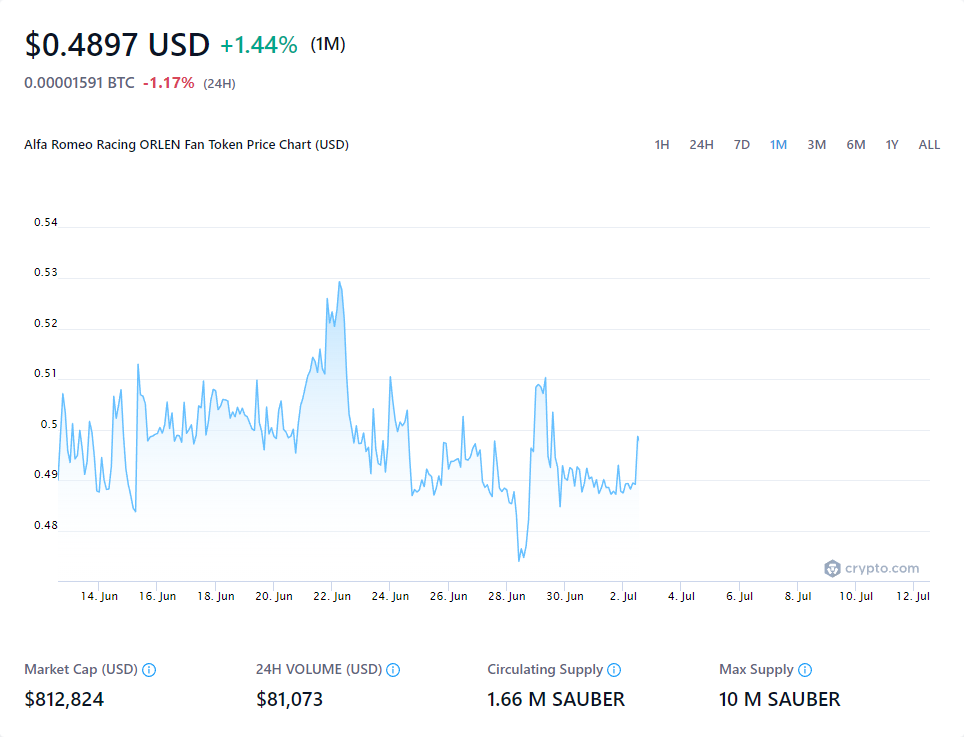 $0.4897 USD +1.44% (1M)
0.00001591 BTC -1.17% (24H)
Alfa Romeo Racing ORLEN Fan Token Price Chart (USD) 1H 24H 7D 1M 3M 6M 1Y ALL
0.54
0.53
0.52
0.51
0.5
0.49
0.48
crypto.com
14. Jun 16. Jun 18. Jun 20. Jun 22. Jun 24. Jun 26. Jun 28. Jun 30. Jun 2. Jul 4. Jul 6. Jul 8. Jul 10. Jul 12. Jul
Market Cap (USD) 24H VOLUME (USD) Circulating Supply Max Supply
$812,824 $81,073 1.66 M SAUBER 10 M SAUBER